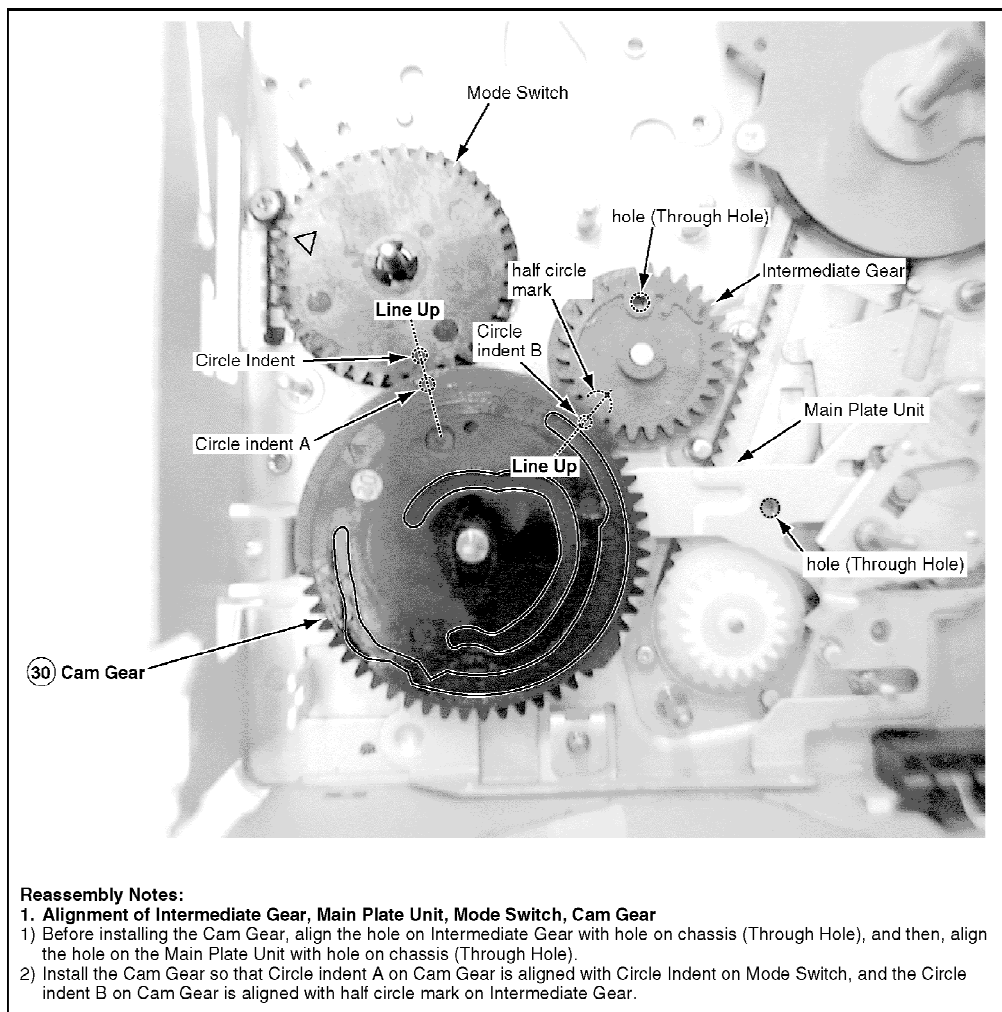 Mode Switch
hole (Through Hole)
half circle
mark
Intermediate Gear
Line Up
Circle
indent B
Circle Indent
Main Plate Unit
Circle indent A
Line Up
hole (Through Hole)
30 Cam Gear
Reassembly Notes:
1. Alignment of Intermediate Gear, Main Plate Unit, Mode Switch, Cam Gear
1) Before installing the Cam Gear, align the hole on Intermediate Gear with hole on chassis (Through Hole), and then, align
the hole on the Main Plate Unit with hole on chassis (Through Hole).
2) Install the Cam Gear so that Circle indent A on Cam Gear is aligned with Circle Indent on Mode Switch, and the Circle
indent B on Cam Gear is aligned with half circle mark on Intermediate Gear.